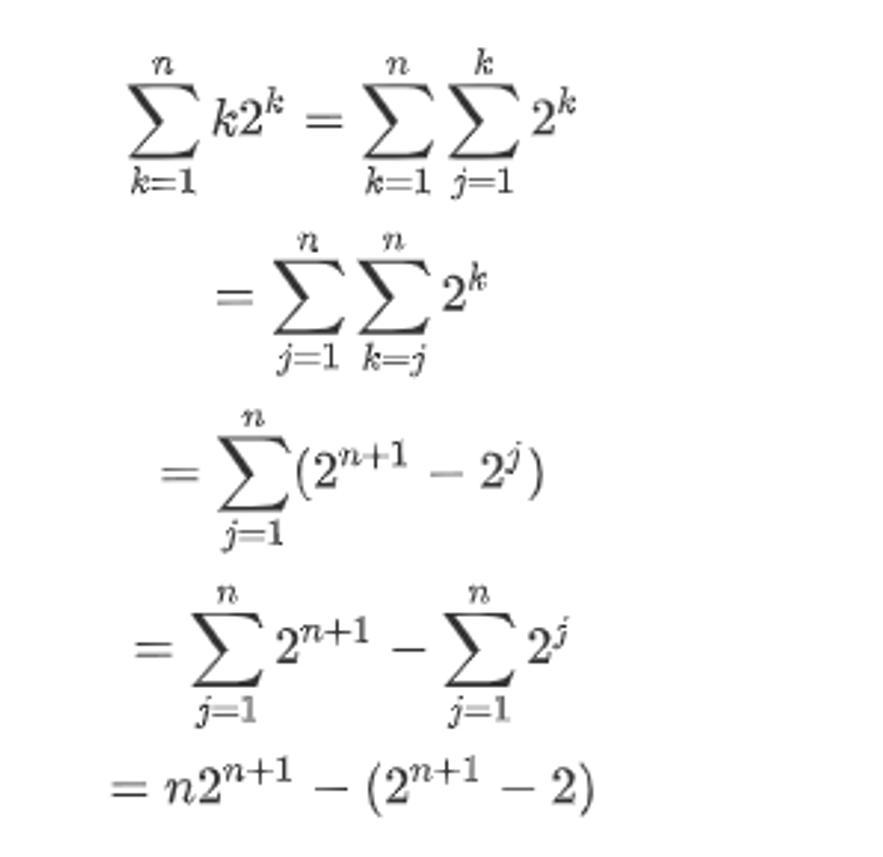 \sum_{k=1}^{n} k2^k = \sum_{k=1}^{n} \sum_{j=1}^{k} 2^k
= \sum_{j=1}^{n} \sum_{k=j}^{n} 2^k
= \sum_{j=1}^{n} (2^{n+1} - 2^j)
= \sum_{j=1}^{n} 2^{n+1} - \sum_{j=1}^{n} 2^j
= n2^{n+1} - (2^{n+1} - 2)